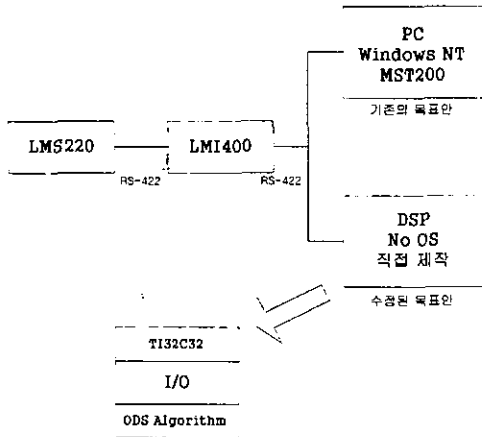 PC
Windows NT
MST200
기존의 목표안
LMS220
RS-422
LMI400
RS-422
DSP
No OS
직접 제작
수정된 목표안
TI32C32
I/O
ODS Algorithm